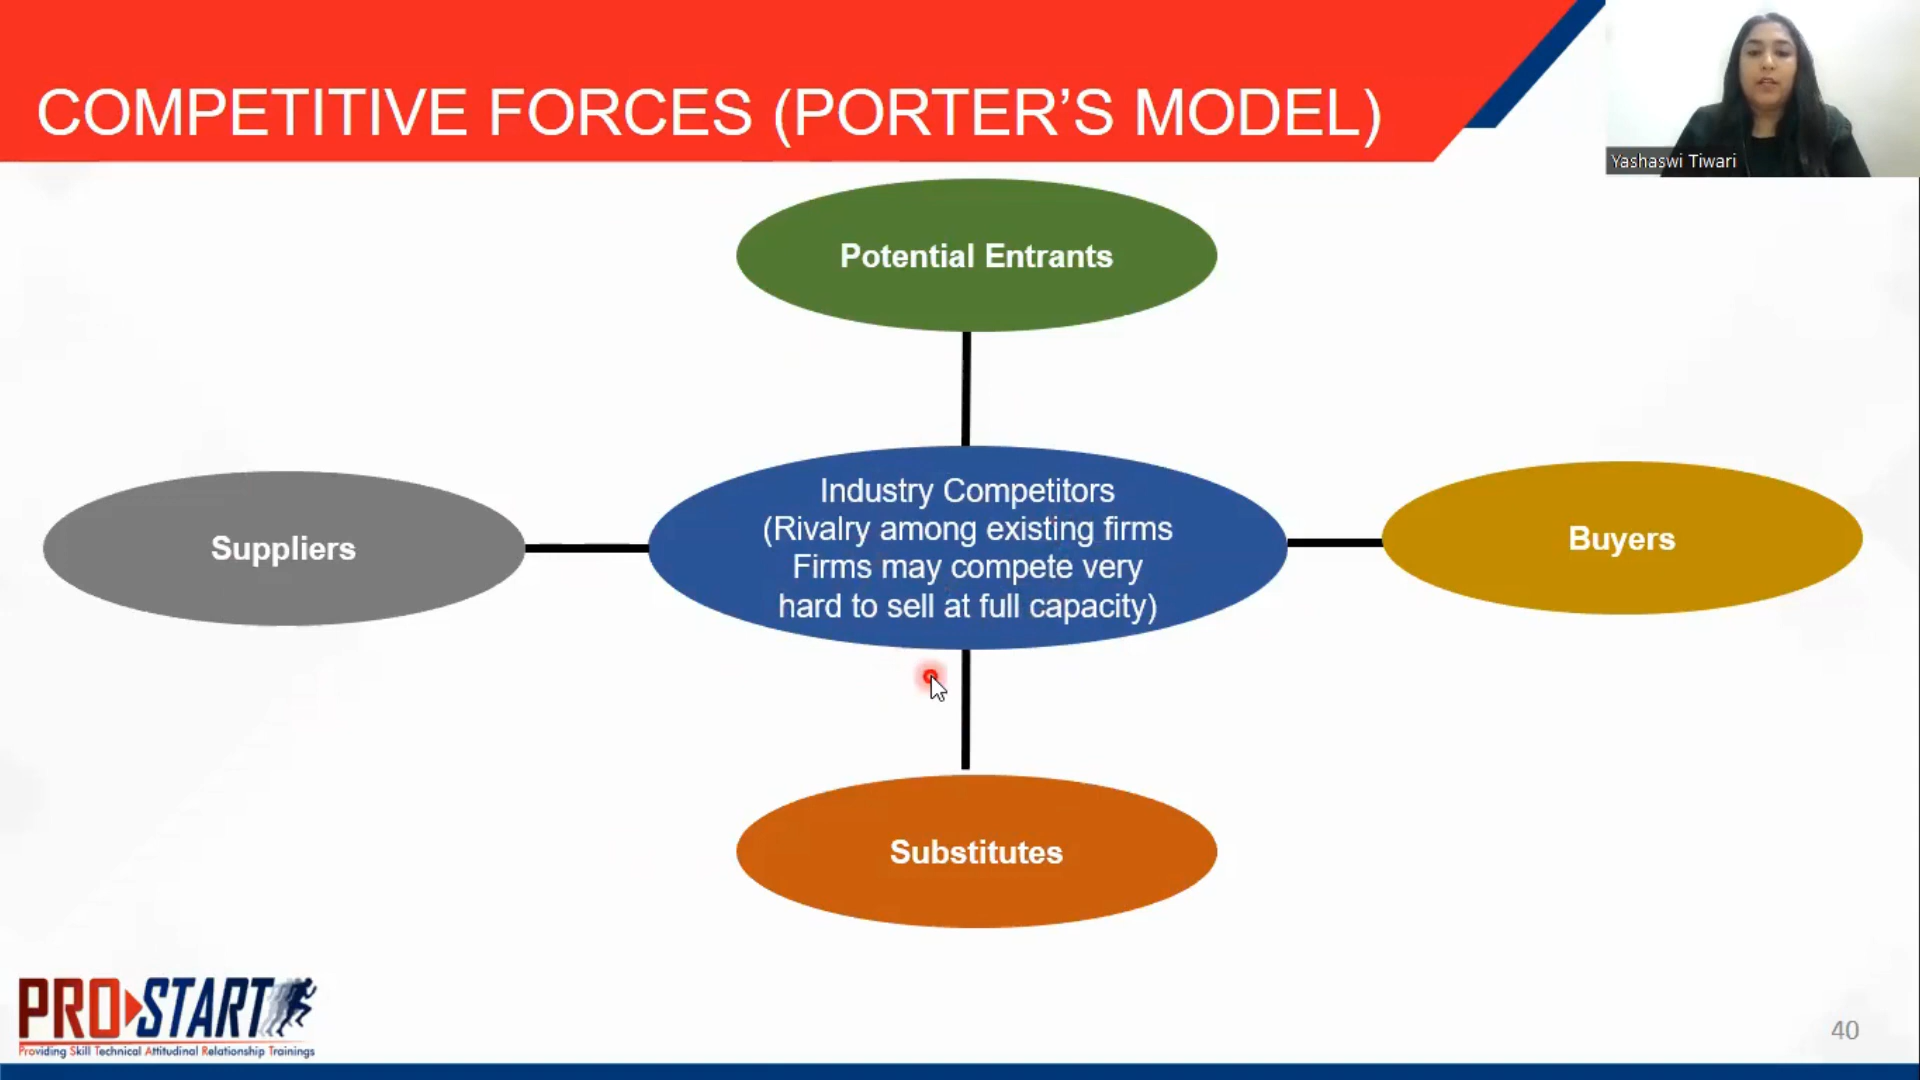 COMPETITIVE FORCES (PORTER’S MODEL)
Yashaswi Tiwari
Potential Entrants
Suppliers
Industry Competitors
(Rivalry among existing firms
Firms may compete very
hard to sell at full capacity)
Buyers
Substitutes
PRO START
Providing Skill Technical Attitudinal Relationship Trainings
40